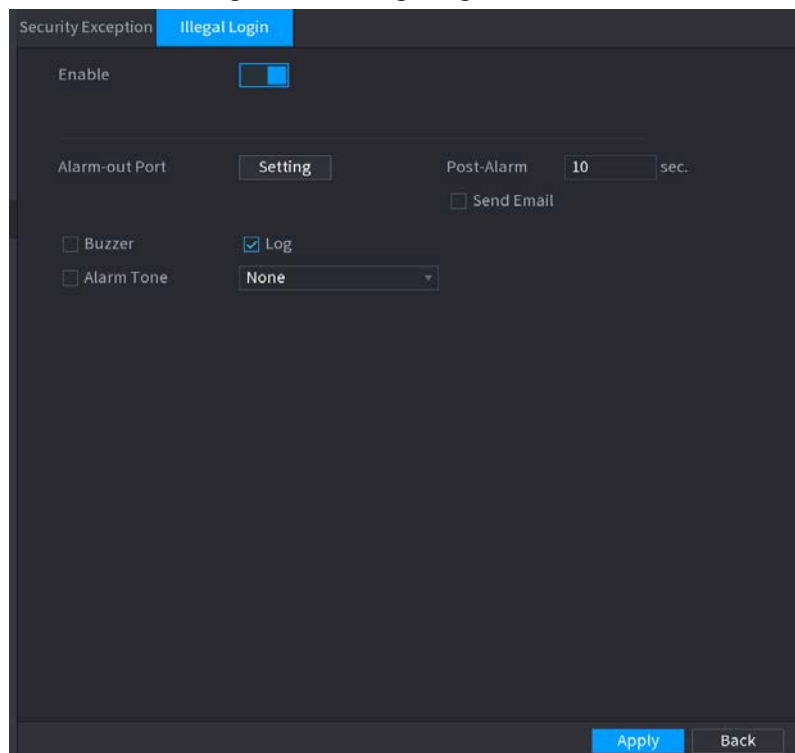 Security Exception Illegal Login
Enable
Alarm-out Port Setting Post-Alarm 10 sec.
Send Email
Buzzer Log
Alarm Tone None
Apply Back